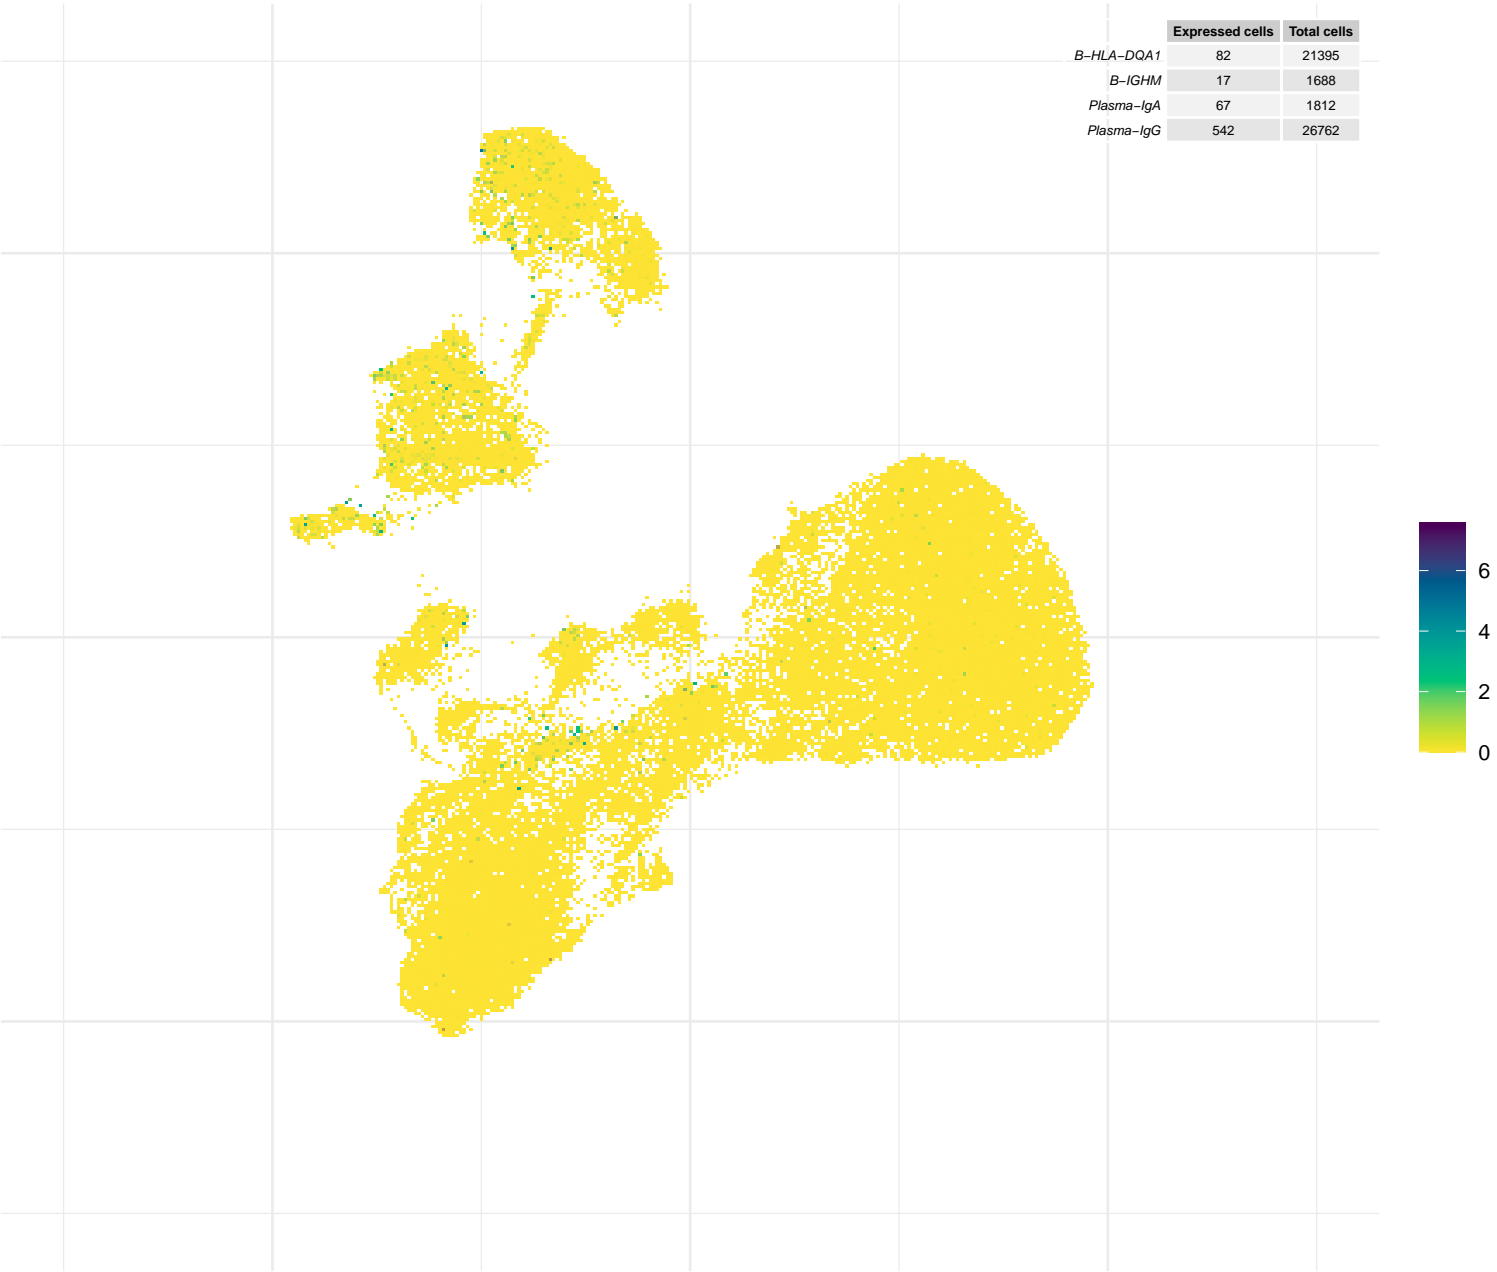 Expressed cells Total cells
B−HLA−DQA1 82 21395
B−IGHM 17 1688
Plasma−IgA 67 1812
Plasma−IgG 542 26762
6
4
2
0